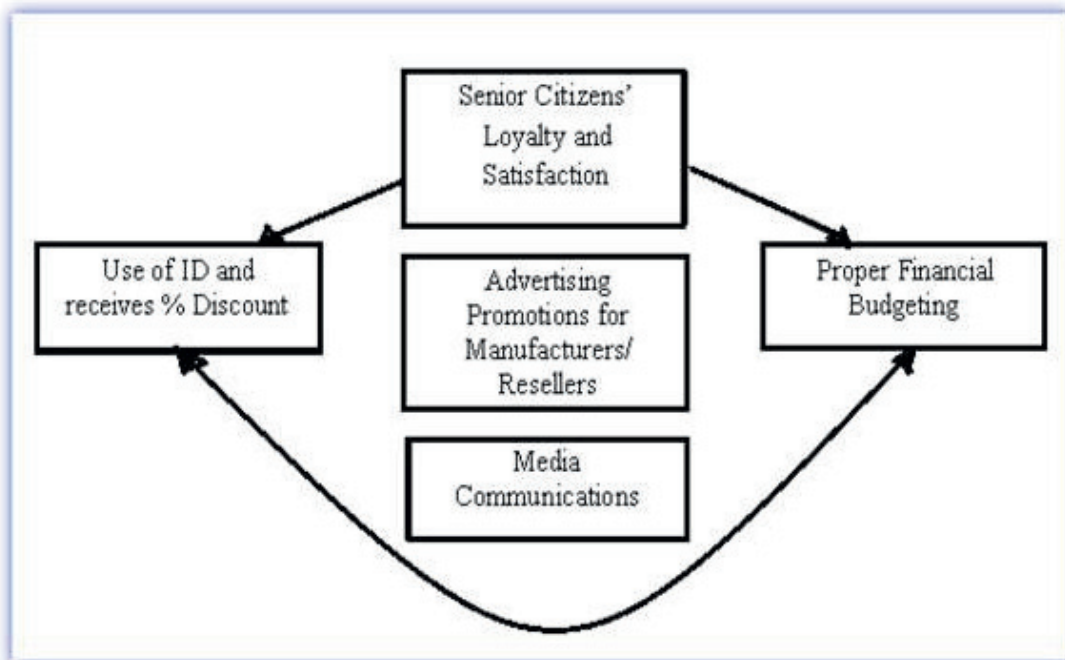 Senior Citizens'
Loyalty and
Satisfaction
Use of ID and
receives % Discount
Advertising
Promotions for
Manufacturers/
Resellers
Proper Financial
Budgeting
Media
Communications